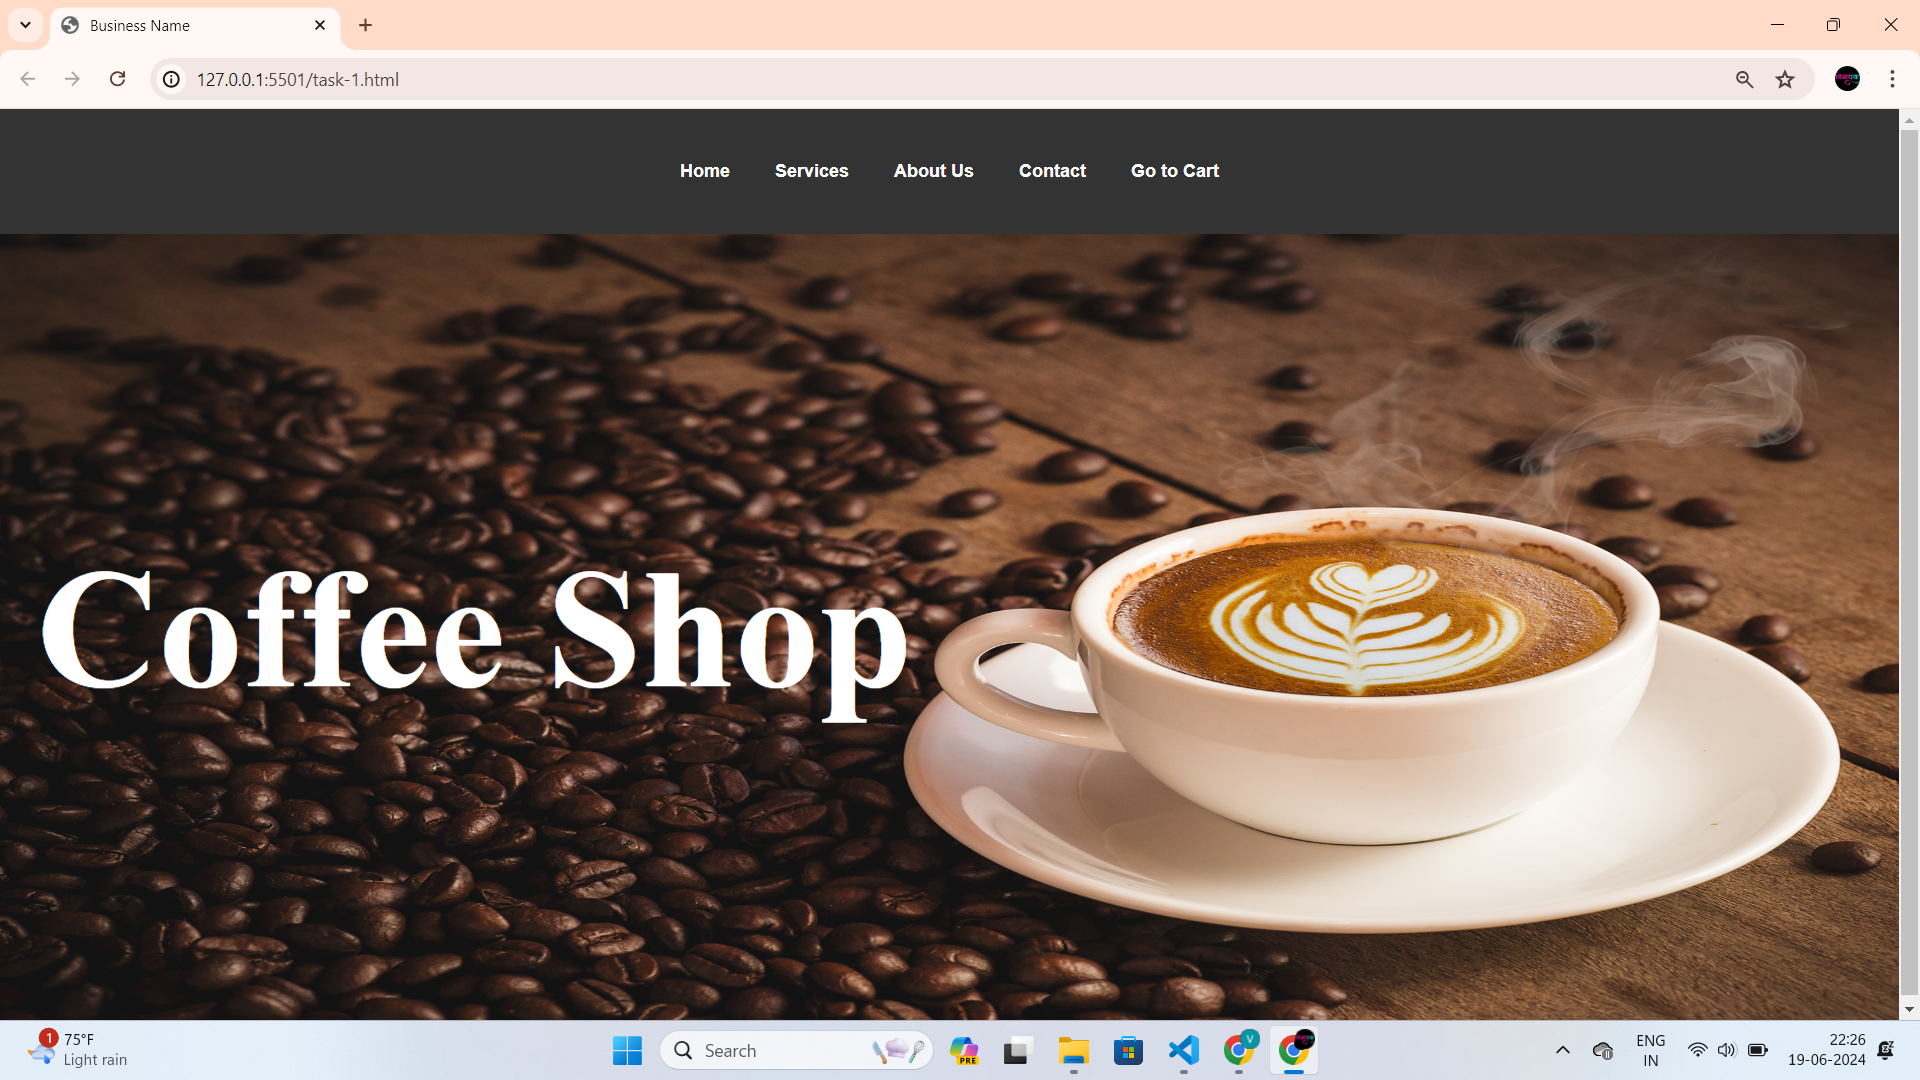 Business Name
127.0.0.1:5501/task-1.html
Home Services About Us Contact Go to Cart
Coffee Shop
1
75°F
Light rain
Search
PRE
V
ENG
IN
22:26
19-06-2024